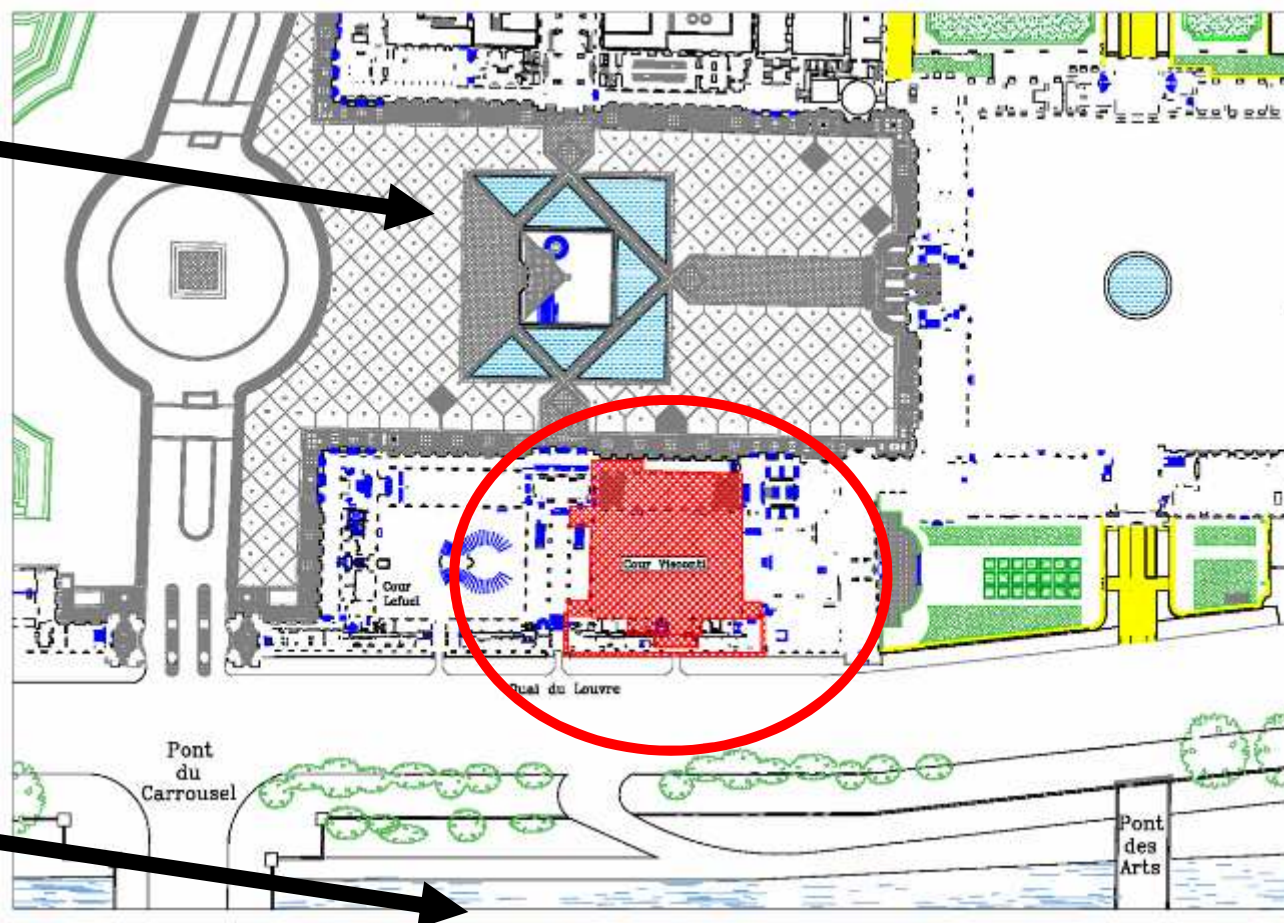 Cour Visconti
Cour
Lefuel
Quai du Louvre
Pont
du
Carrousel
Pont
des
Arts